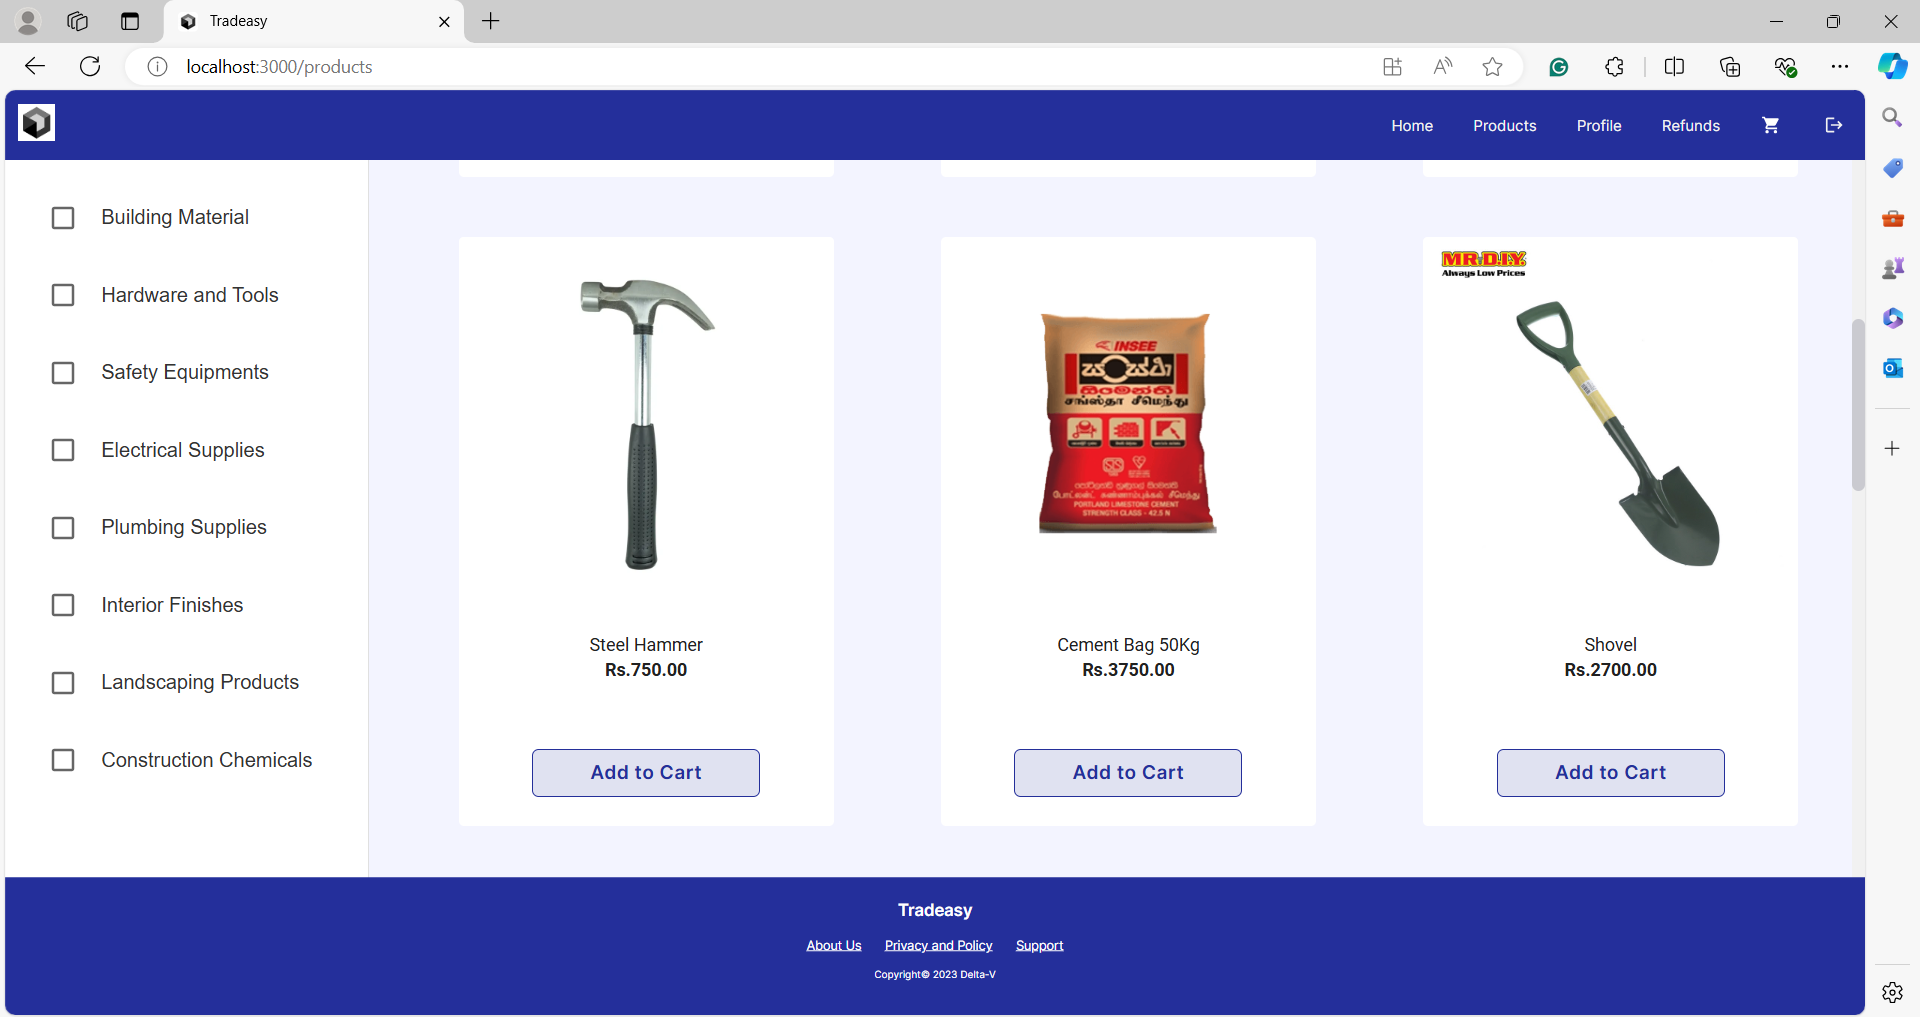 Tradeasy
localhost:3000/products
Home Products Profile Refunds
Building Material
Hardware and Tools
Safety Equipments
Electrical Supplies
Plumbing Supplies
Interior Finishes
Landscaping Products
Construction Chemicals
INSEE
සංස්ථා
සිමෙන්ති
சங்ஸ்தா சீமெந்து
PORTLAND LIMESTONE CEMENT
STRENGTH CLASS - 42.5 N
MR.D.I.Y.
Always Low Prices
Steel Hammer
Rs.750.00
Add to Cart
Cement Bag 50Kg
Rs.3750.00
Add to Cart
Shovel
Rs.2700.00
Add to Cart
Tradeasy
About Us Privacy and Policy Support
Copyright© 2023 Delta-V